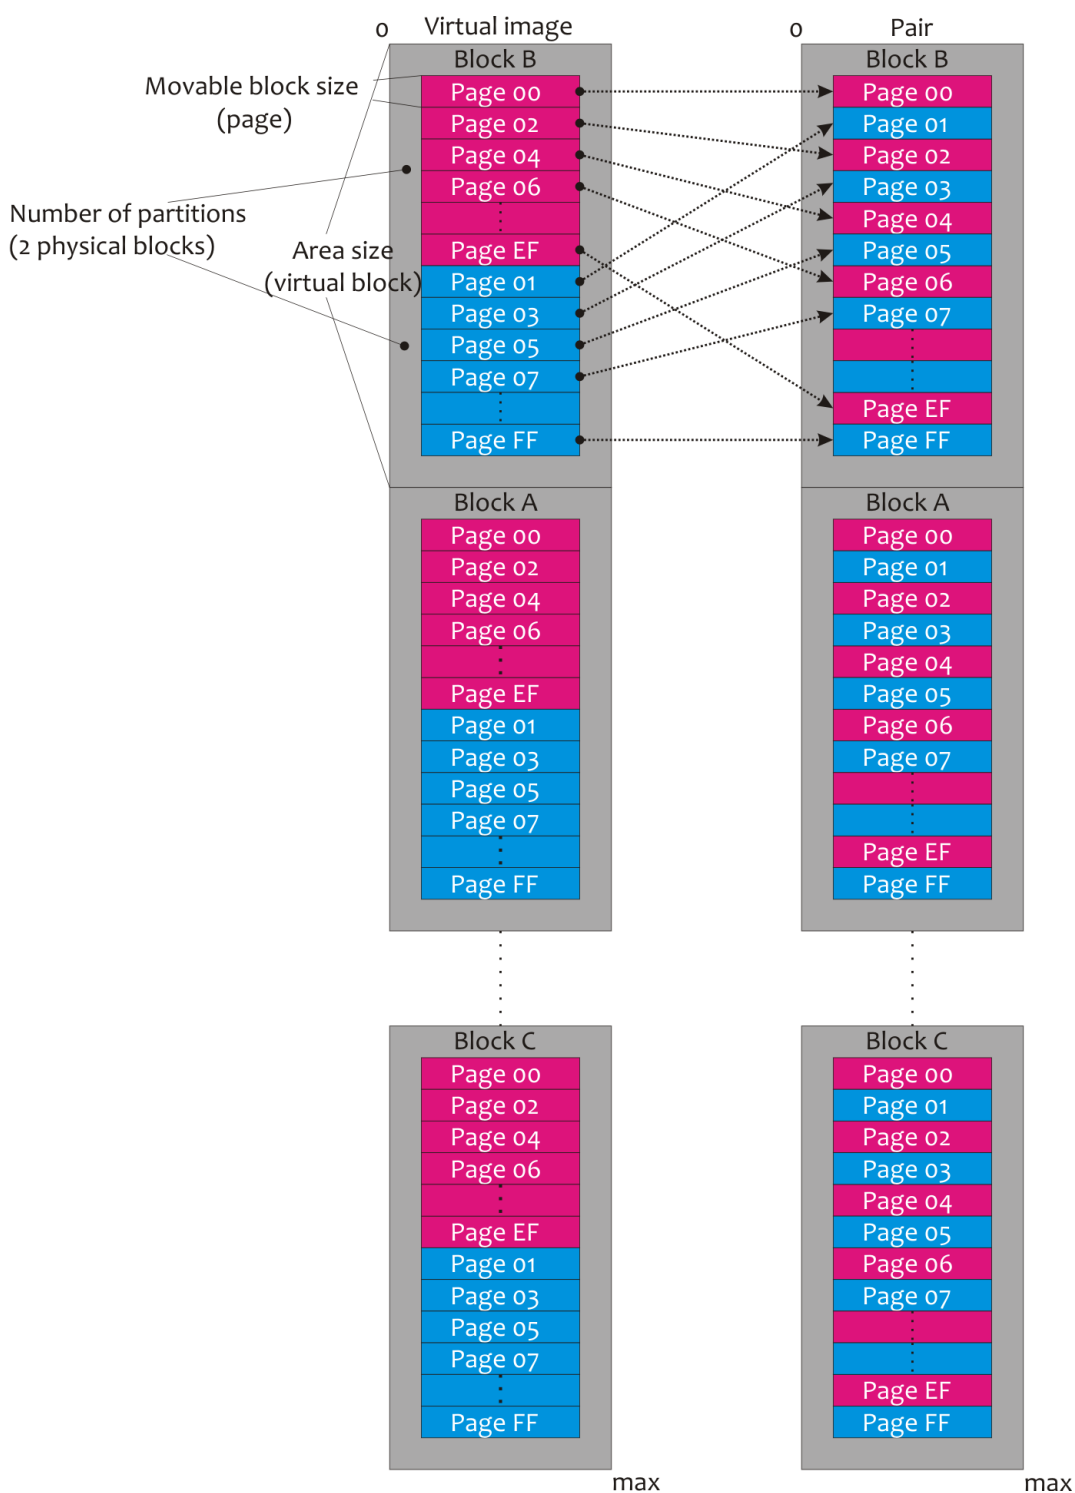 0
Virtual image
0
Pair
Movable block size
(page)
Number of partitions
(2 physical blocks)
Area size
(virtual block)
Block B
Page 00
Page 02
Page 04
Page 06
Page EF
Page 01
Page 03
Page 05
Page 07
Page FF
Block B
Page 00
Page 01
Page 02
Page 03
Page 04
Page 05
Page 06
Page 07
Page EF
Page FF
Block A
Page 00
Page 02
Page 04
Page 06
Page EF
Page 01
Page 03
Page 05
Page 07
Page FF
Block A
Page 00
Page 01
Page 02
Page 03
Page 04
Page 05
Page 06
Page 07
Page EF
Page FF
Block C
Page 00
Page 02
Page 04
Page 06
Page EF
Page 01
Page 03
Page 05
Page 07
Page FF
max
Block C
Page 00
Page 01
Page 02
Page 03
Page 04
Page 05
Page 06
Page 07
Page EF
Page FF
max